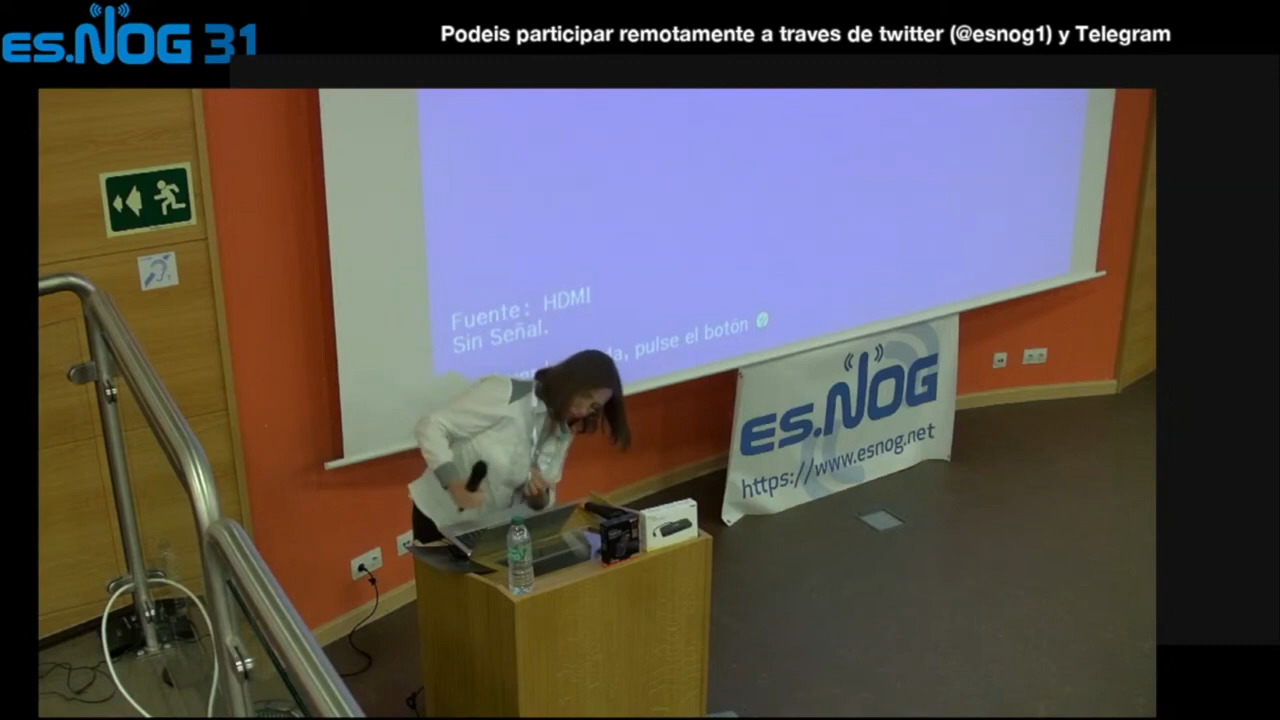 es.NOG 31
Podeis participar remotamente a traves de twitter (@esnog1) y Telegram
Fuente: HDMI
Sin Señal.
pulse el botón
es.NOG
https://www.esnog.net